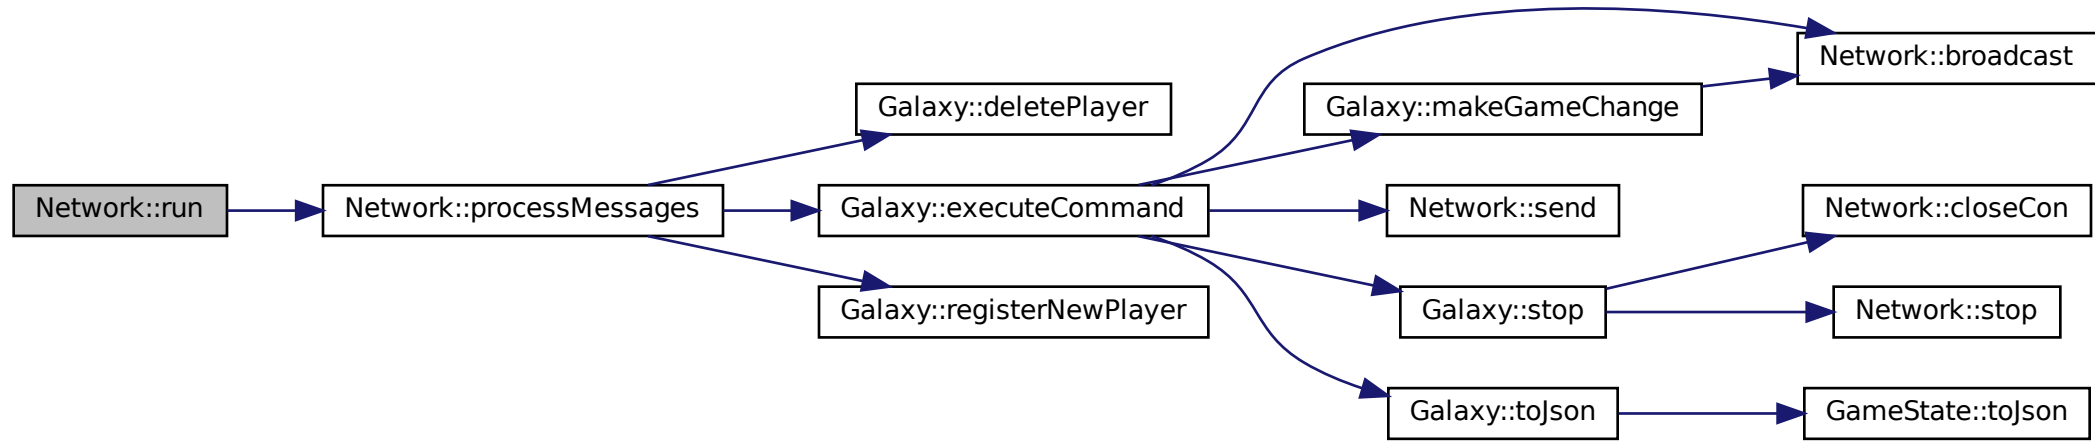 Network::run
Network::processMessages
Galaxy::deletePlayer
Galaxy::executeCommand
Galaxy::registerNewPlayer
Galaxy::makeGameChange
Network::send
Galaxy::stop
Galaxy::toJson
Network::broadcast
Network::closeCon
Network::stop
GameState::toJson